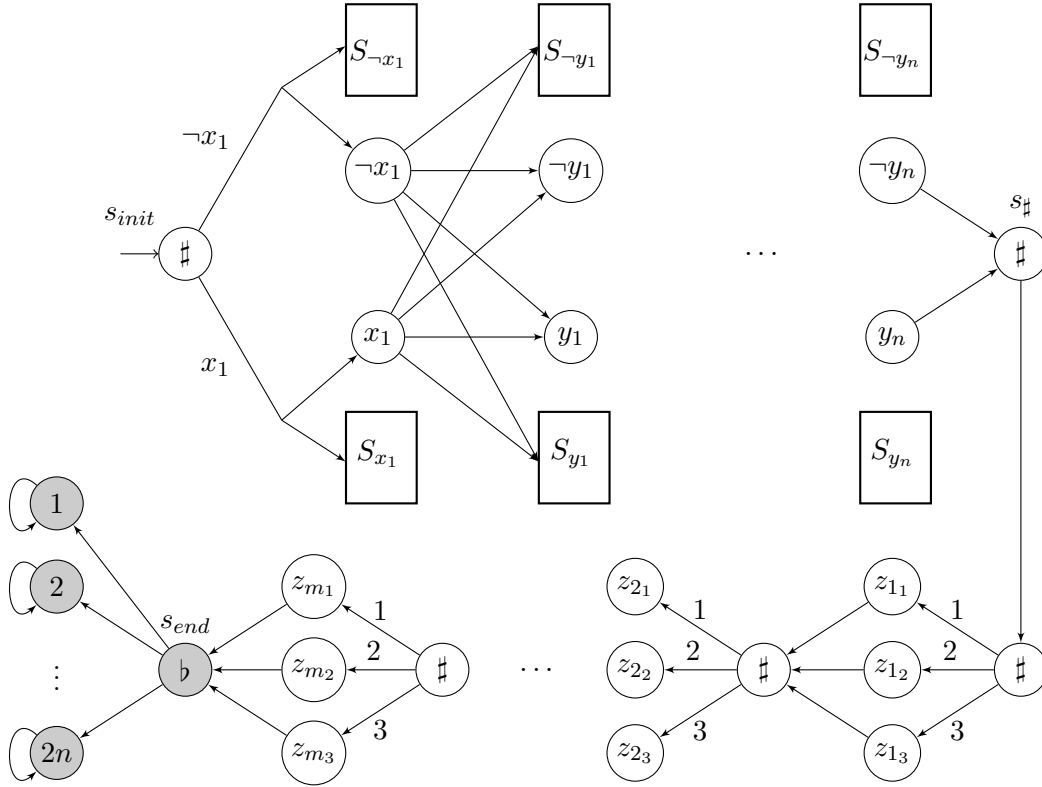 S¬x1 S¬y1 S¬yn
¬x1
¬x1 ¬y1 ¬yn
sinit s♯
♯ ... ♯
x1 y1 yn
x1
Sx1 Sy1 Syn
1
2 zm1 1 z21 1 z11 1
send
⋮ ♭ zm2 2 ♯ ... z22 2 ♯ z12 2 ♯
2n zm3 3 z23 3 z13 3